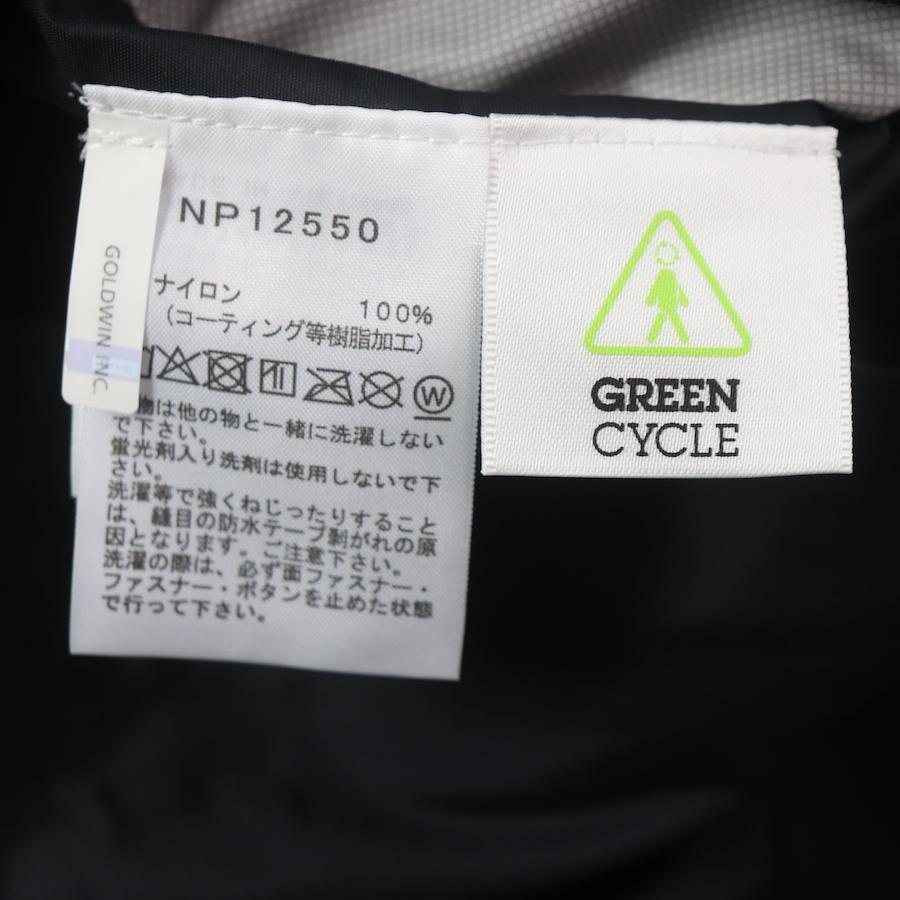 NP12550
GOLDWIN INC.
ナイロン 100%
(コーティング等樹脂加工)
W
物は他の物と一緒に洗濯しない
で下さい。
蛍光剤入り洗剤は使用しないで下
さい。
洗濯等で強くねじったりすること
は、縫目の防水テープ剥がれの原
因となります。ご注意下さい。
洗濯の際は、必ず面ファスナー・
ファスナー・ボタンを止めた状態
で行って下さい。
GREEN
CYCLE